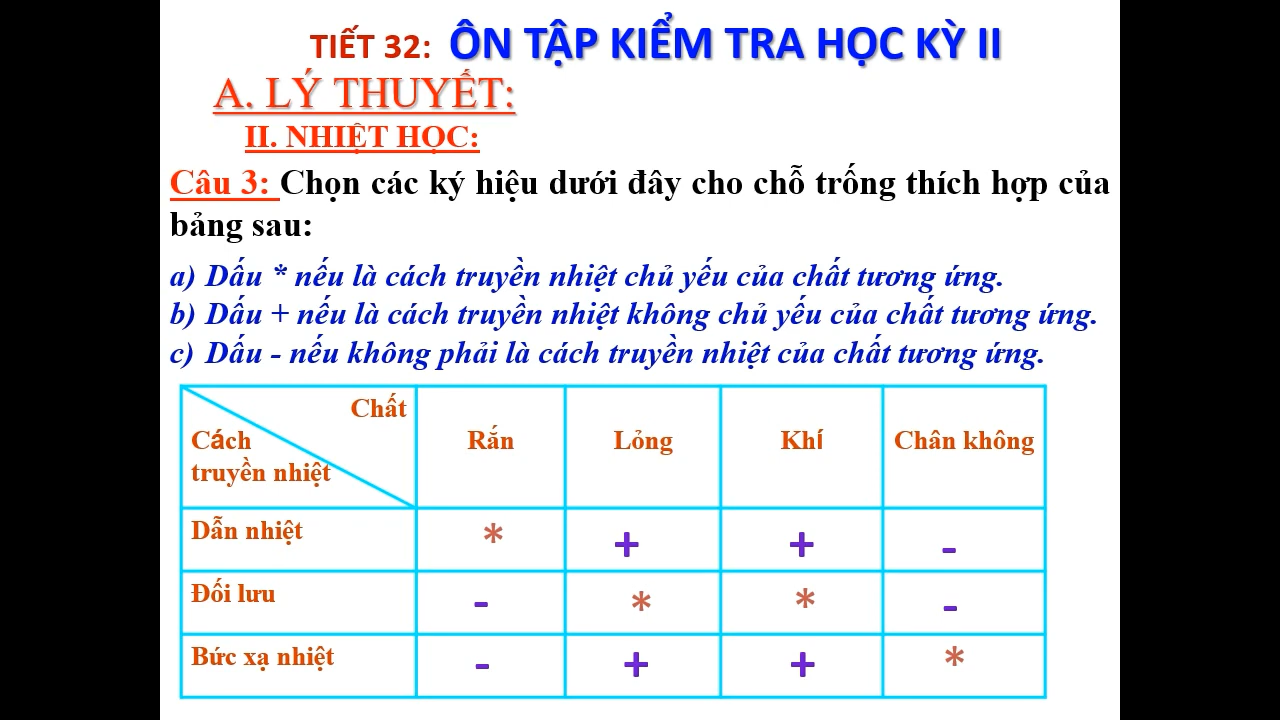 TIẾT 32: ÔN TẬP KIỂM TRA HỌC KỲ II
A. LÝ THUYẾT:
II. NHIỆT HỌC:
Câu 3: Chọn các ký hiệu dưới đây cho chỗ trống thích hợp của
bảng sau:
a) Dấu * nếu là cách truyền nhiệt chủ yếu của chất tương ứng.
b) Dấu + nếu là cách truyền nhiệt không chủ yếu của chất tương ứng.
c) Dấu - nếu không phải là cách truyền nhiệt của chất tương ứng.
Chất
Cách
truyền nhiệt
Rắn Lỏng Khí Chân không
Dẫn nhiệt * + + -
Đối lưu - * * -
Bức xạ nhiệt - + + *